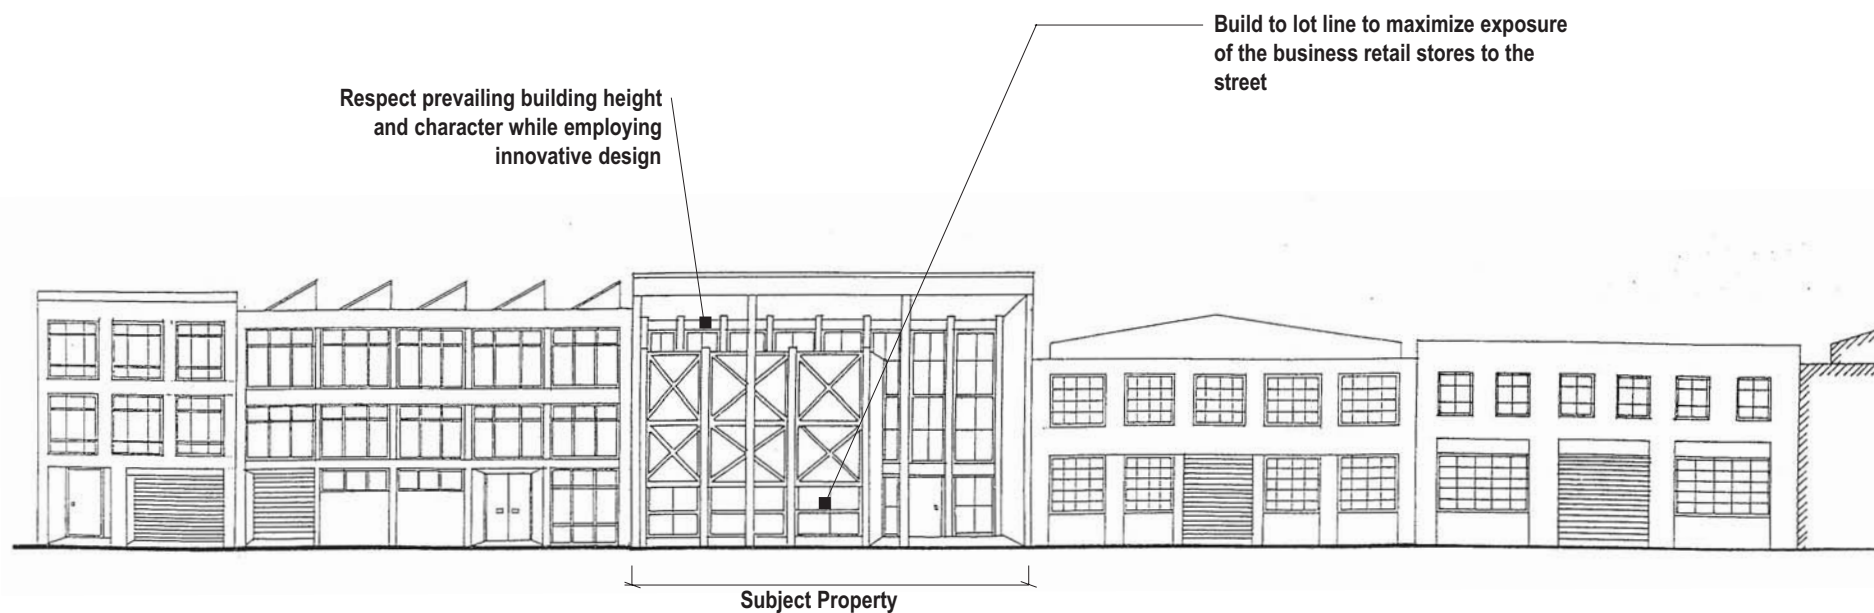 Build to lot line to maximize exposure
of the business retail stores to the
street
Respect prevailing building height
and character while employing
innovative design
Subject Property